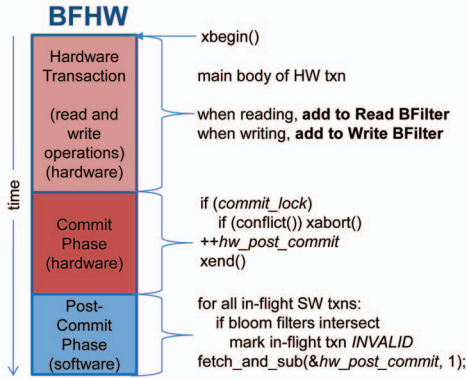 BFHW
xbegin()
Hardware
Transaction
main body of HW txn
(read and
write
operations)
(hardware)
when reading, add to Read BFilter
when writing, add to Write BFilter
time
Commit
Phase
(hardware)
if (commit_lock)
if (conflict()) xabort()
++hw_post_commit
xend()
Post-
Commit
Phase
(software)
for all in-flight SW txns:
if bloom filters intersect
mark in-flight txn INVALID
fetch_and_sub(&hw_post_commit, 1);